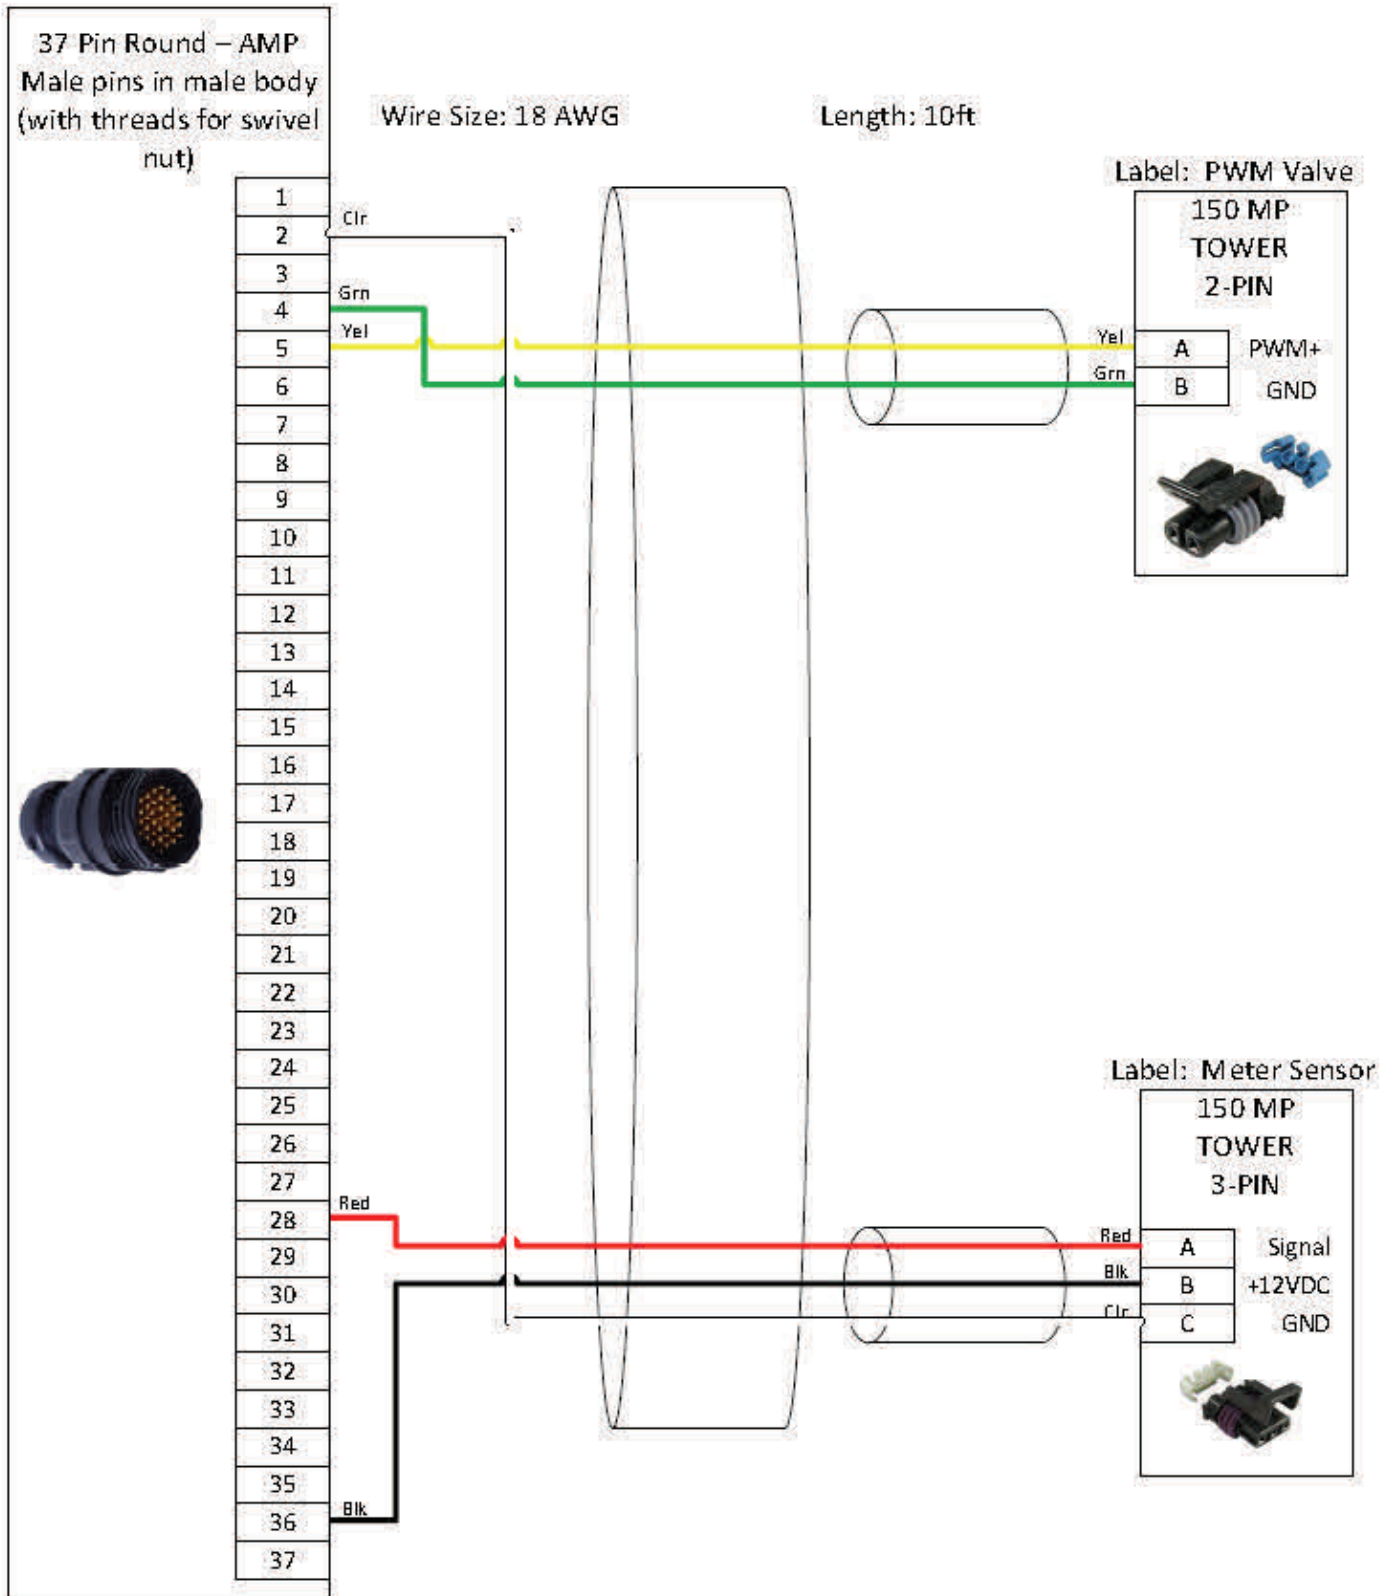 37 Pin Round – AMP
Male pins in male body
(with threads for swivel
nut)
Wire Size: 18 AWG
Length: 10ft
Label: PWM Valve
150 MP
TOWER
2-PIN
1
Clr
2
3
Grn
4
Yel
5
6
7
8
9
10
11
12
13
14
15
16
17
18
19
20
21
22
23
24
25
26
27
Red
28
29
30
31
32
33
34
35
Blk
36
37
Yel
A PWM+
Grn
B GND
Label: Meter Sensor
150 MP
TOWER
3-PIN
Red
A Signal
Blk
B +12VDC
Clr
C GND